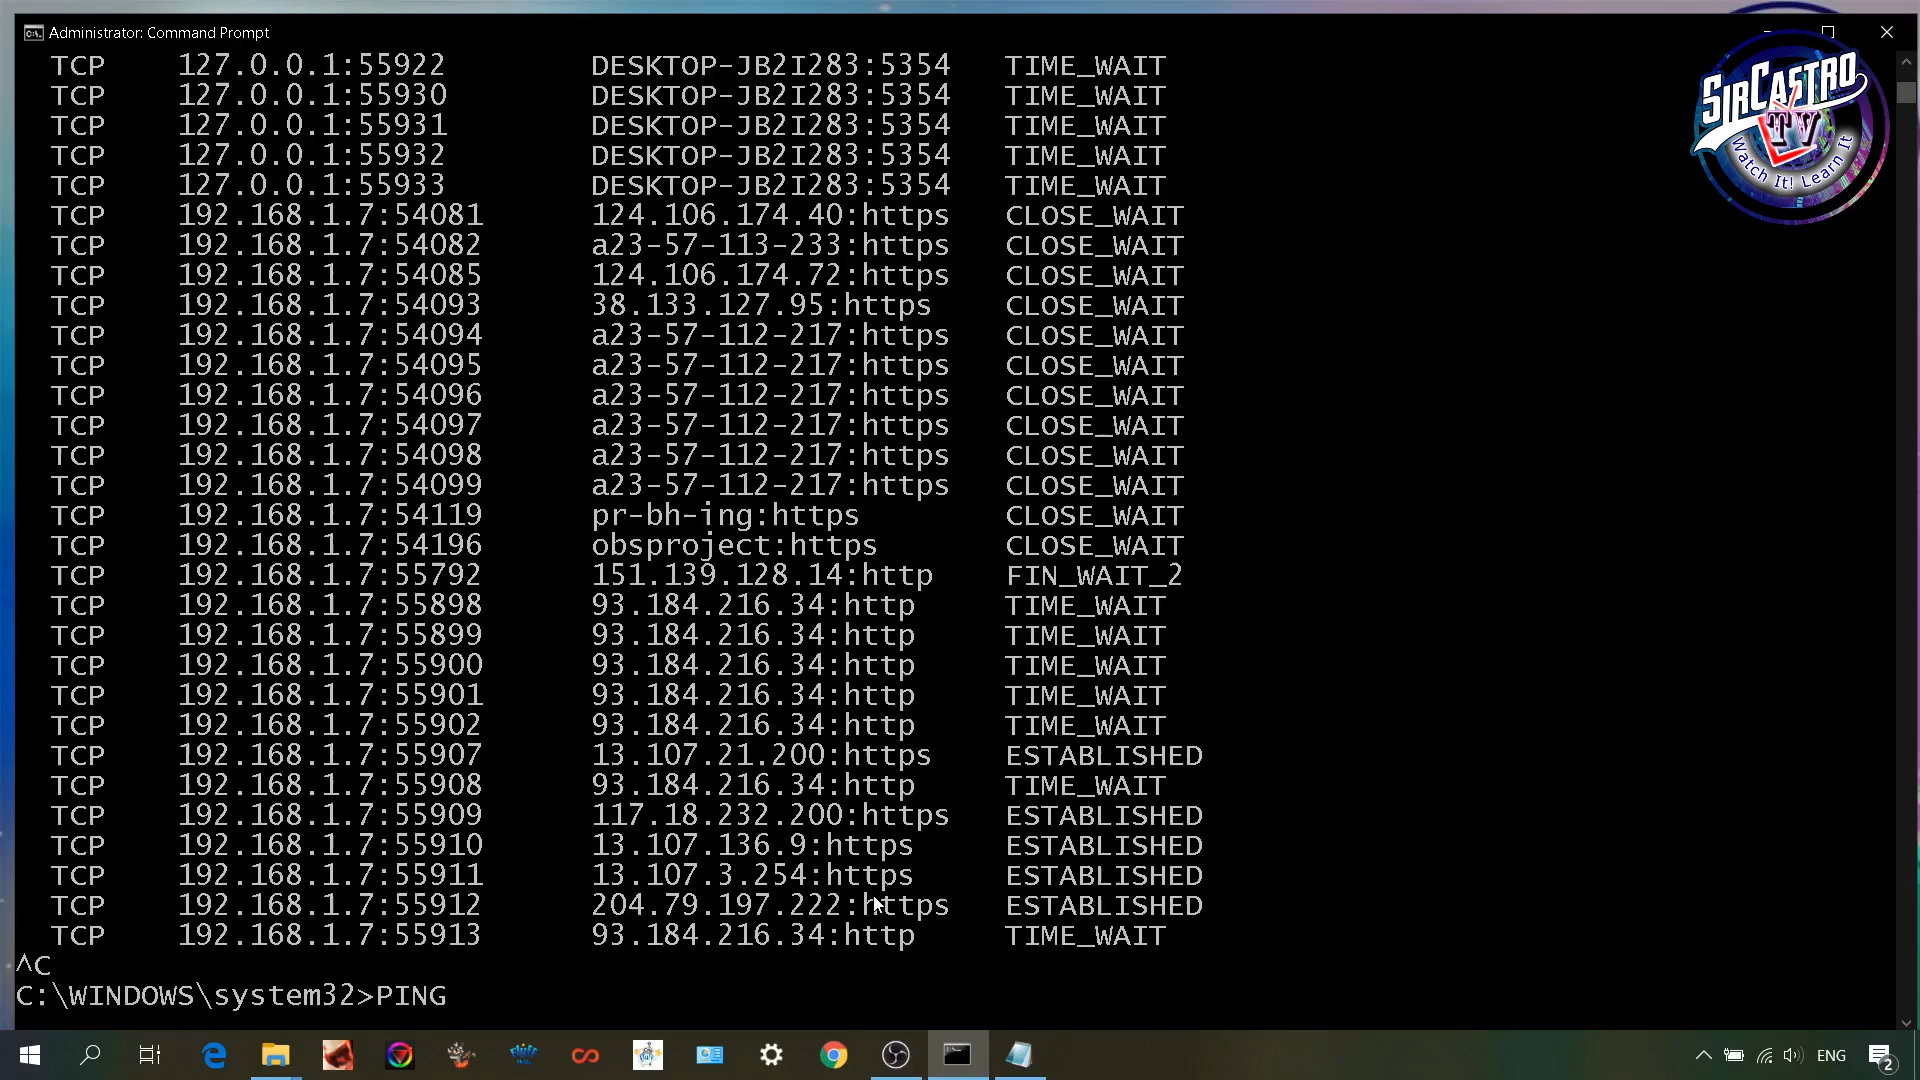 Administrator: Command Prompt
TCP 127.0.0.1:55922 DESKTOP-JB2I283:5354 TIME_WAIT
TCP 127.0.0.1:55930 DESKTOP-JB2I283:5354 TIME_WAIT
TCP 127.0.0.1:55931 DESKTOP-JB2I283:5354 TIME_WAIT
TCP 127.0.0.1:55932 DESKTOP-JB2I283:5354 TIME_WAIT
TCP 127.0.0.1:55933 DESKTOP-JB2I283:5354 TIME_WAIT
TCP 192.168.1.7:54081 124.106.174.40:https CLOSE_WAIT
TCP 192.168.1.7:54082 a23-57-113-233:https CLOSE_WAIT
TCP 192.168.1.7:54085 124.106.174.72:https CLOSE_WAIT
TCP 192.168.1.7:54093 38.133.127.95:https CLOSE_WAIT
TCP 192.168.1.7:54094 a23-57-112-217:https CLOSE_WAIT
TCP 192.168.1.7:54095 a23-57-112-217:https CLOSE_WAIT
TCP 192.168.1.7:54096 a23-57-112-217:https CLOSE_WAIT
TCP 192.168.1.7:54097 a23-57-112-217:https CLOSE_WAIT
TCP 192.168.1.7:54098 a23-57-112-217:https CLOSE_WAIT
TCP 192.168.1.7:54099 a23-57-112-217:https CLOSE_WAIT
TCP 192.168.1.7:54119 pr-bh-ing:https CLOSE_WAIT
TCP 192.168.1.7:54196 obsproject:https CLOSE_WAIT
TCP 192.168.1.7:55792 151.139.128.14:http FIN_WAIT_2
TCP 192.168.1.7:55898 93.184.216.34:http TIME_WAIT
TCP 192.168.1.7:55899 93.184.216.34:http TIME_WAIT
TCP 192.168.1.7:55900 93.184.216.34:http TIME_WAIT
TCP 192.168.1.7:55901 93.184.216.34:http TIME_WAIT
TCP 192.168.1.7:55902 93.184.216.34:http TIME_WAIT
TCP 192.168.1.7:55907 13.107.21.200:https ESTABLISHED
TCP 192.168.1.7:55908 93.184.216.34:http TIME_WAIT
TCP 192.168.1.7:55909 117.18.232.200:https ESTABLISHED
TCP 192.168.1.7:55910 13.107.136.9:https ESTABLISHED
TCP 192.168.1.7:55911 13.107.3.254:https ESTABLISHED
TCP 192.168.1.7:55912 204.79.197.222:https ESTABLISHED
TCP 192.168.1.7:55913 93.184.216.34:http TIME_WAIT
^C
C:\WINDOWS\system32>PING
SIRCASTRO
TV
Watch It! Learn It
ENG
2